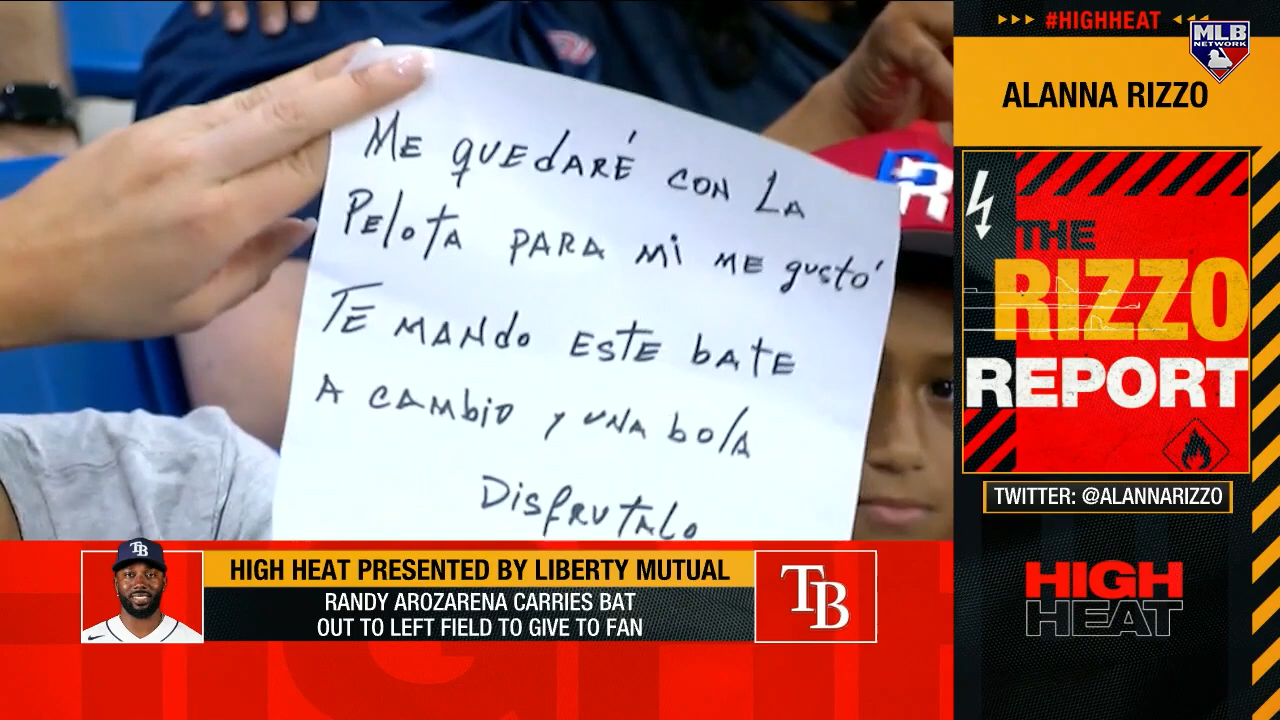 Me quedaré con la
Pelota para mi me gustó
Te mando este bate
a cambio y una bola
Disfrutalo
R
TB
HIGH HEAT PRESENTED BY LIBERTY MUTUAL
RANDY AROZARENA CARRIES BAT
OUT TO LEFT FIELD TO GIVE TO FAN
TB
#HIGHHEAT
MLB
NETWORK
ALANNA RIZZO
THE
RIZZO
REPORT
TWITTER: @ALANNARIZZO
HIGH
HEAT